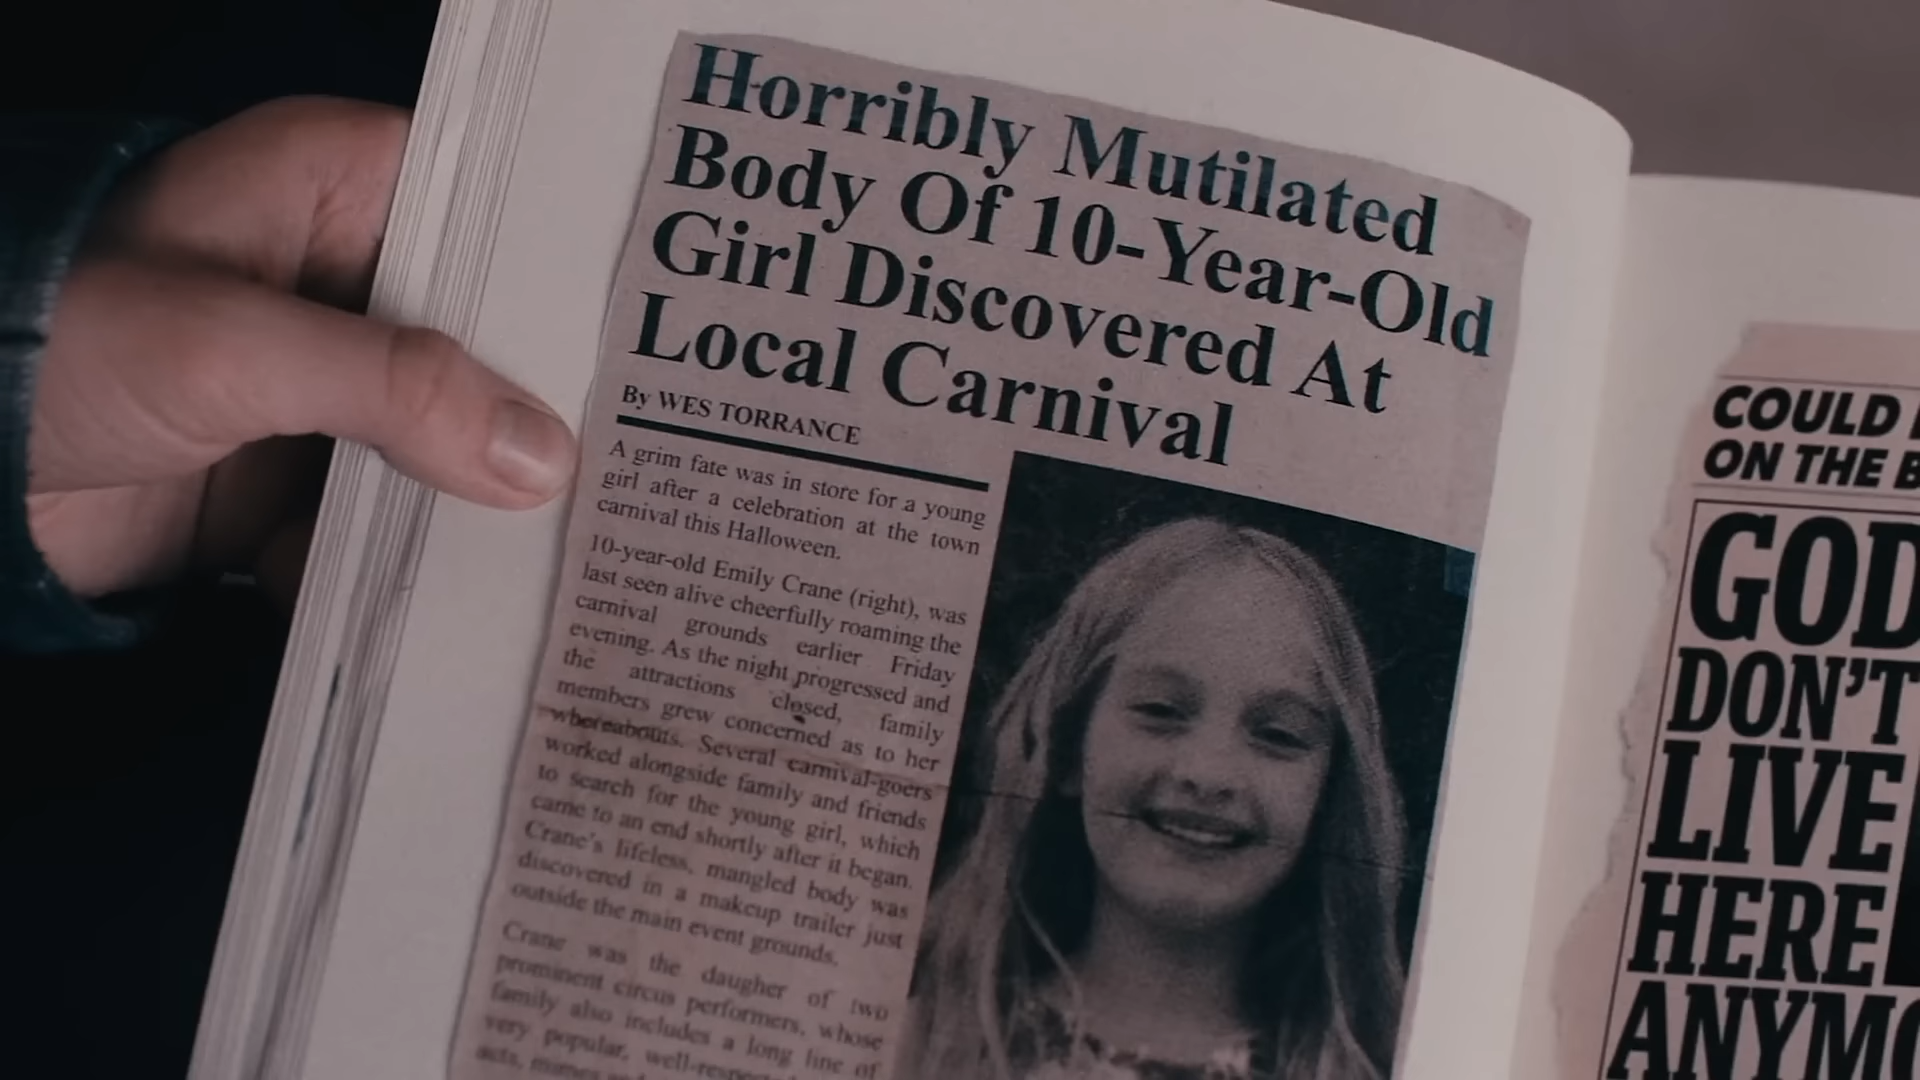 Horribly Mutilated
Body Of 10-Year-Old
Girl Discovered At
Local Carnival
By WES TORRANCE
A grim fate was in store for a young
girl after a celebration at the town
carnival this Halloween.
10-year-old Emily Crane (right), was
last seen alive cheerfully roaming the
carnival grounds earlier Friday
evening. As the night progressed and
the attractions closed, family
members grew concerned as to her
whereabouts. Several carnival-goers
worked alongside family and friends
to search for the young girl, which
came to an end shortly after it began.
Crane's lifeless, mangled body was
discovered in a makeup trailer just
outside the main event grounds.
Crane was the daugher of two
prominent circus performers, whose
family also includes a long line of
very popular, well-respec
acts, mimes
COULD
ON THE B
GOD
DON'T
LIVE
HERE
ANYMO